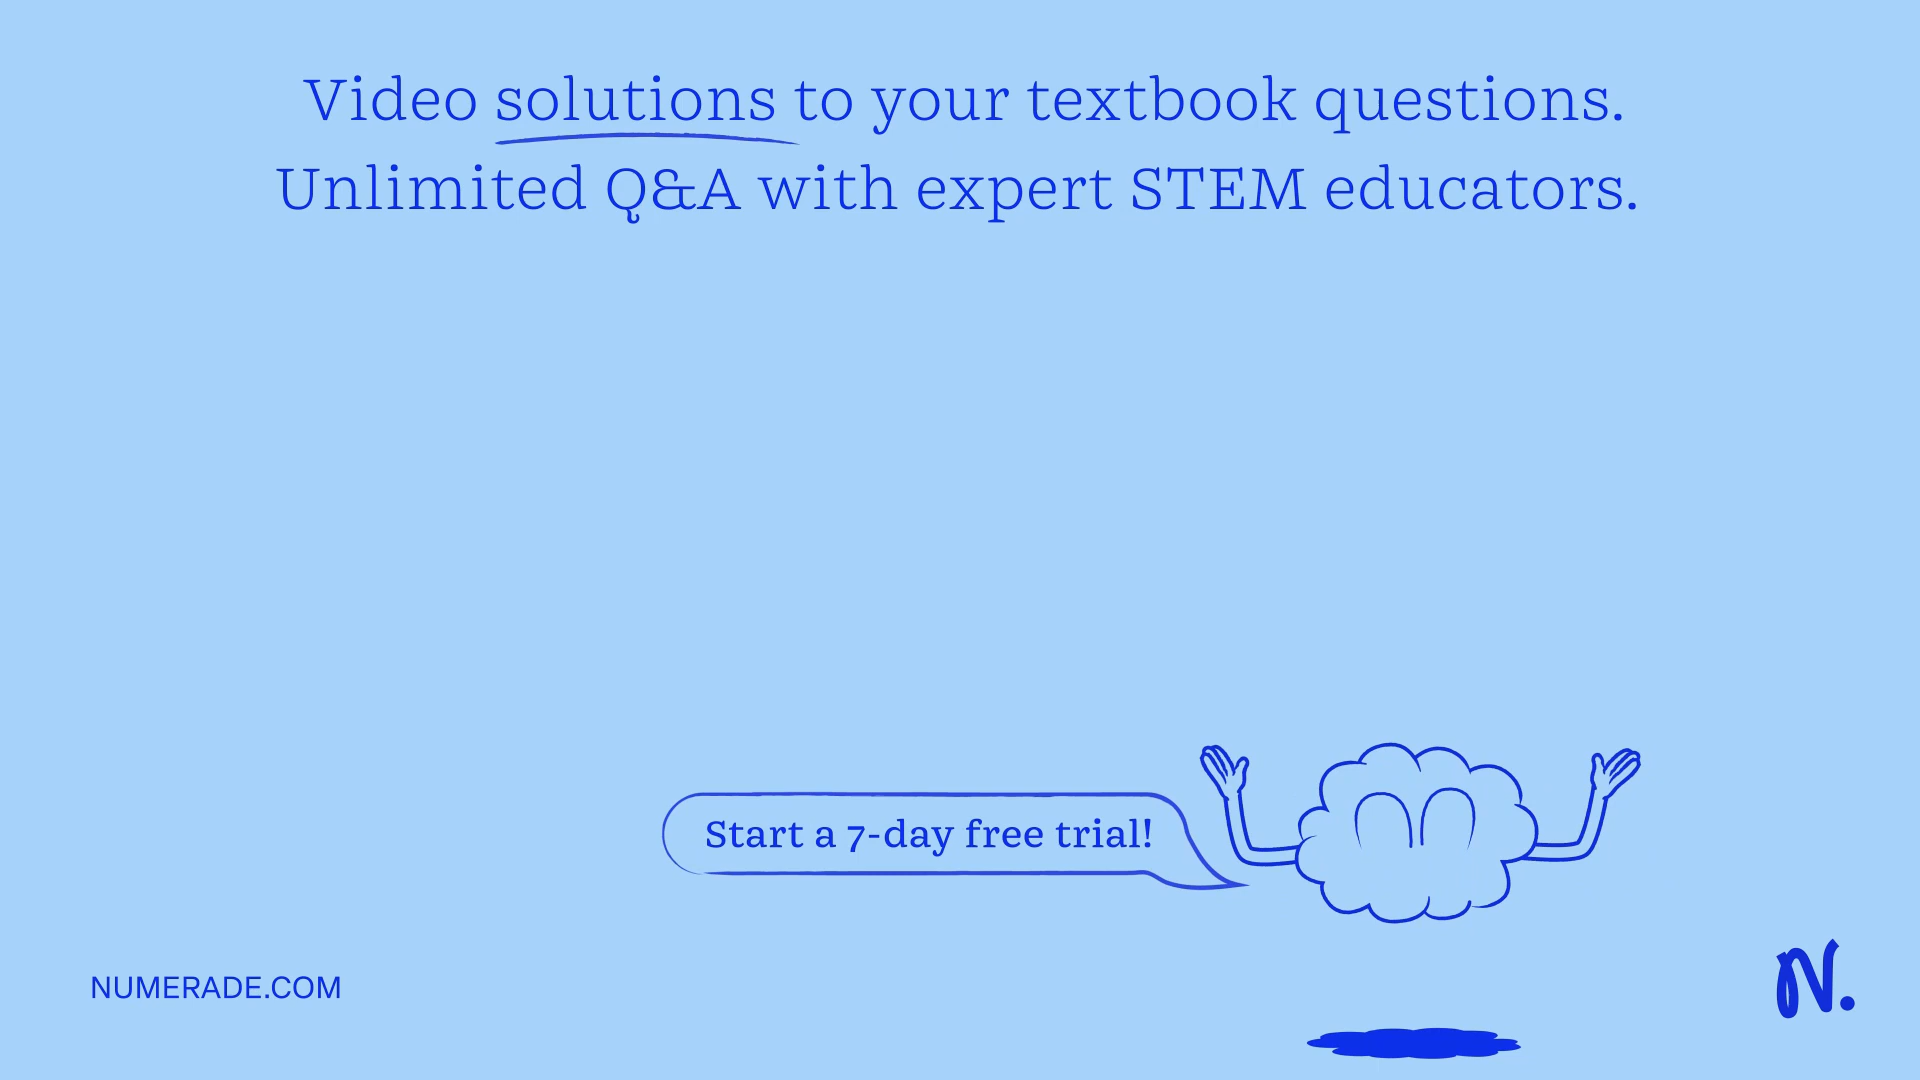 Video solutions to your textbook questions.
Unlimited Q&A with expert STEM educators.
Start a 7-day free trial!
NUMERADE.COM
N.